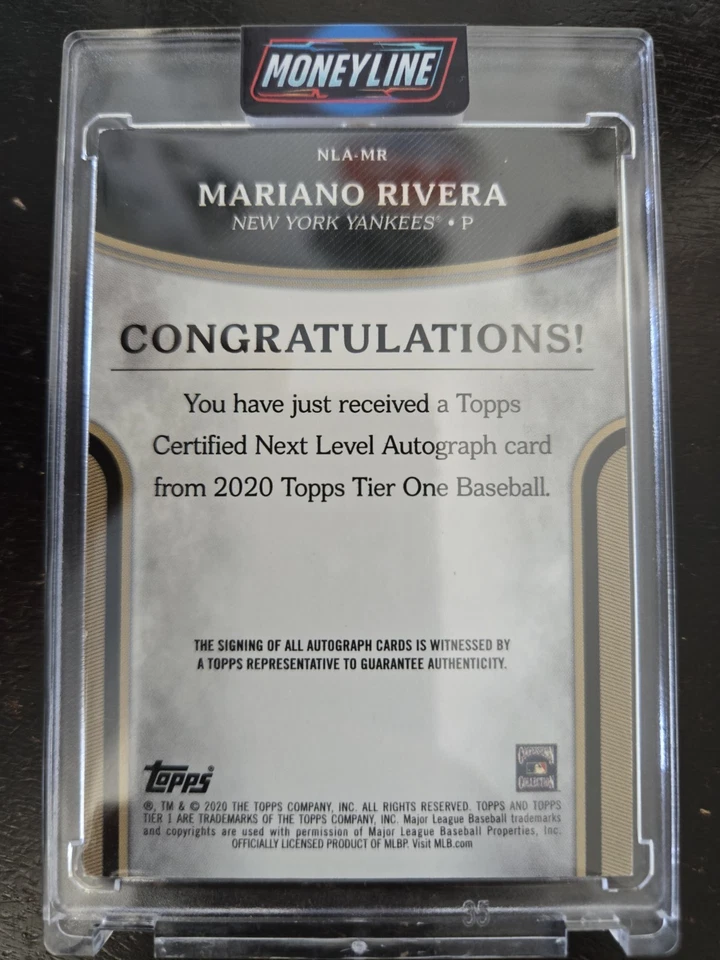 MONEYLINE
NLA-MR
MARIANO RIVERA
NEW YORK YANKEES® • P
CONGRATULATIONS!
You have just received a Topps
Certified Next Level Autograph card
from 2020 Topps Tier One Baseball.
THE SIGNING OF ALL AUTOGRAPH CARDS IS WITNESSED BY
A TOPPS REPRESENTATIVE TO GUARANTEE AUTHENTICITY.
topps®
COOPERSTOWN
COLLECTION
®, TM & © 2020 THE TOPPS COMPANY, INC. ALL RIGHTS RESERVED. TOPPS AND TOPPS
TIER 1 ARE TRADEMARKS OF THE TOPPS COMPANY, INC. Major League Baseball trademarks
and copyrights are used with permission of Major League Baseball Properties, Inc.
OFFICIALLY LICENSED PRODUCT OF MLBP. Visit MLB.com
35